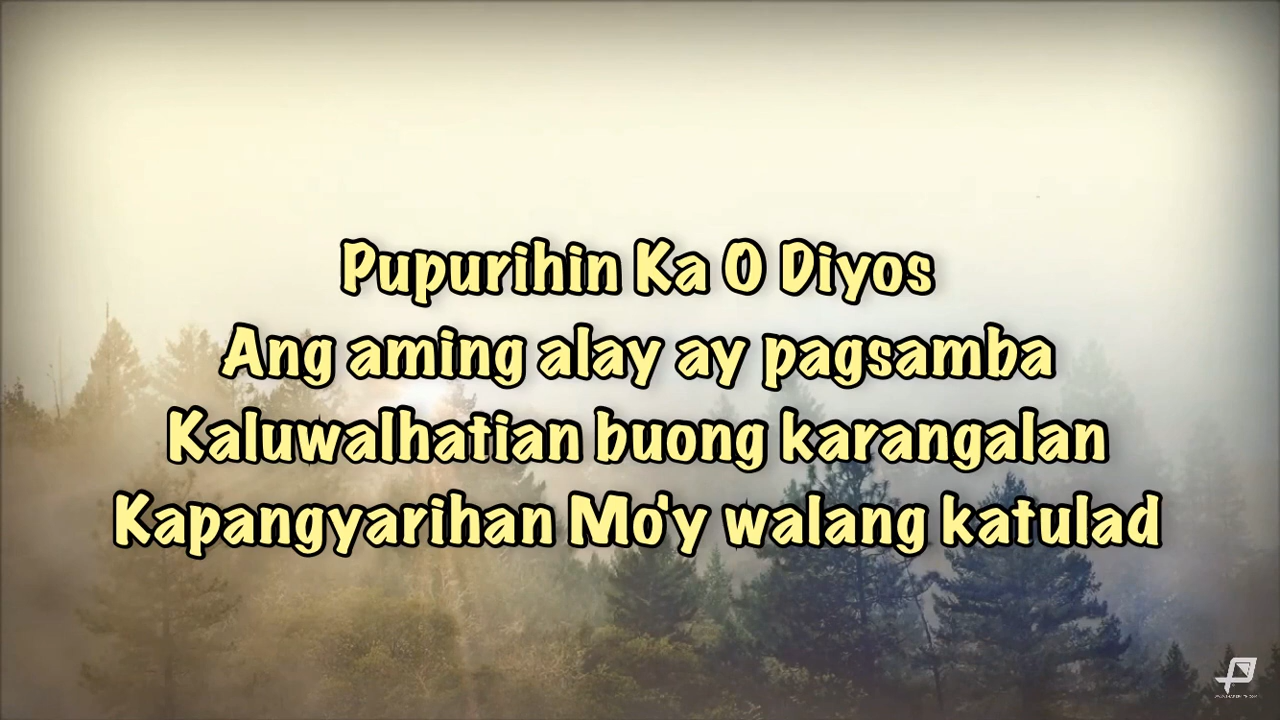 Pupurihin Ka O Diyos
Ang aming alay ay pagsamba
Kaluwalhatian buong karangalan
Kapangyarihan Mo'y walang katulad